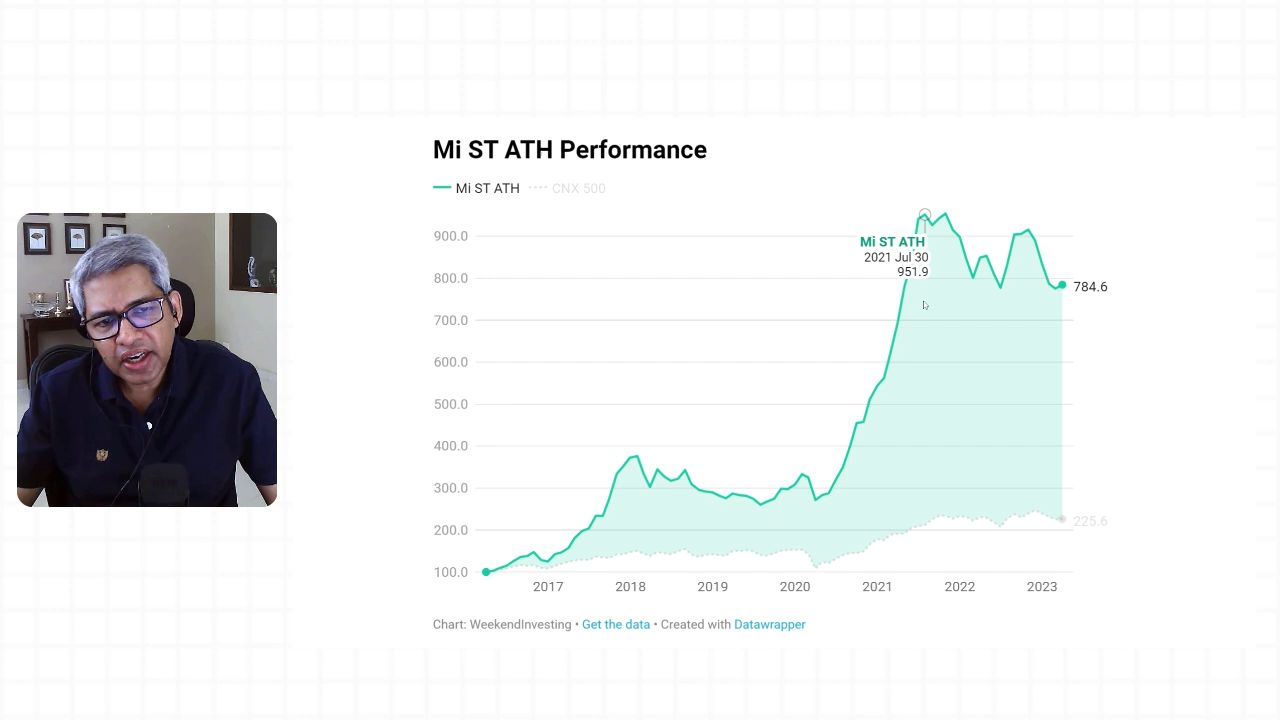 Mi ST ATH Performance
Mi ST ATH CNX 500
900.0
800.0
700.0
600.0
500.0
400.0
300.0
200.0
100.0
Mi ST ATH
2021 Jul 30
951.9
784.6
225.6
2017 2018 2019 2020 2021 2022 2023
Chart: WeekendInvesting • Get the data • Created with Datawrapper